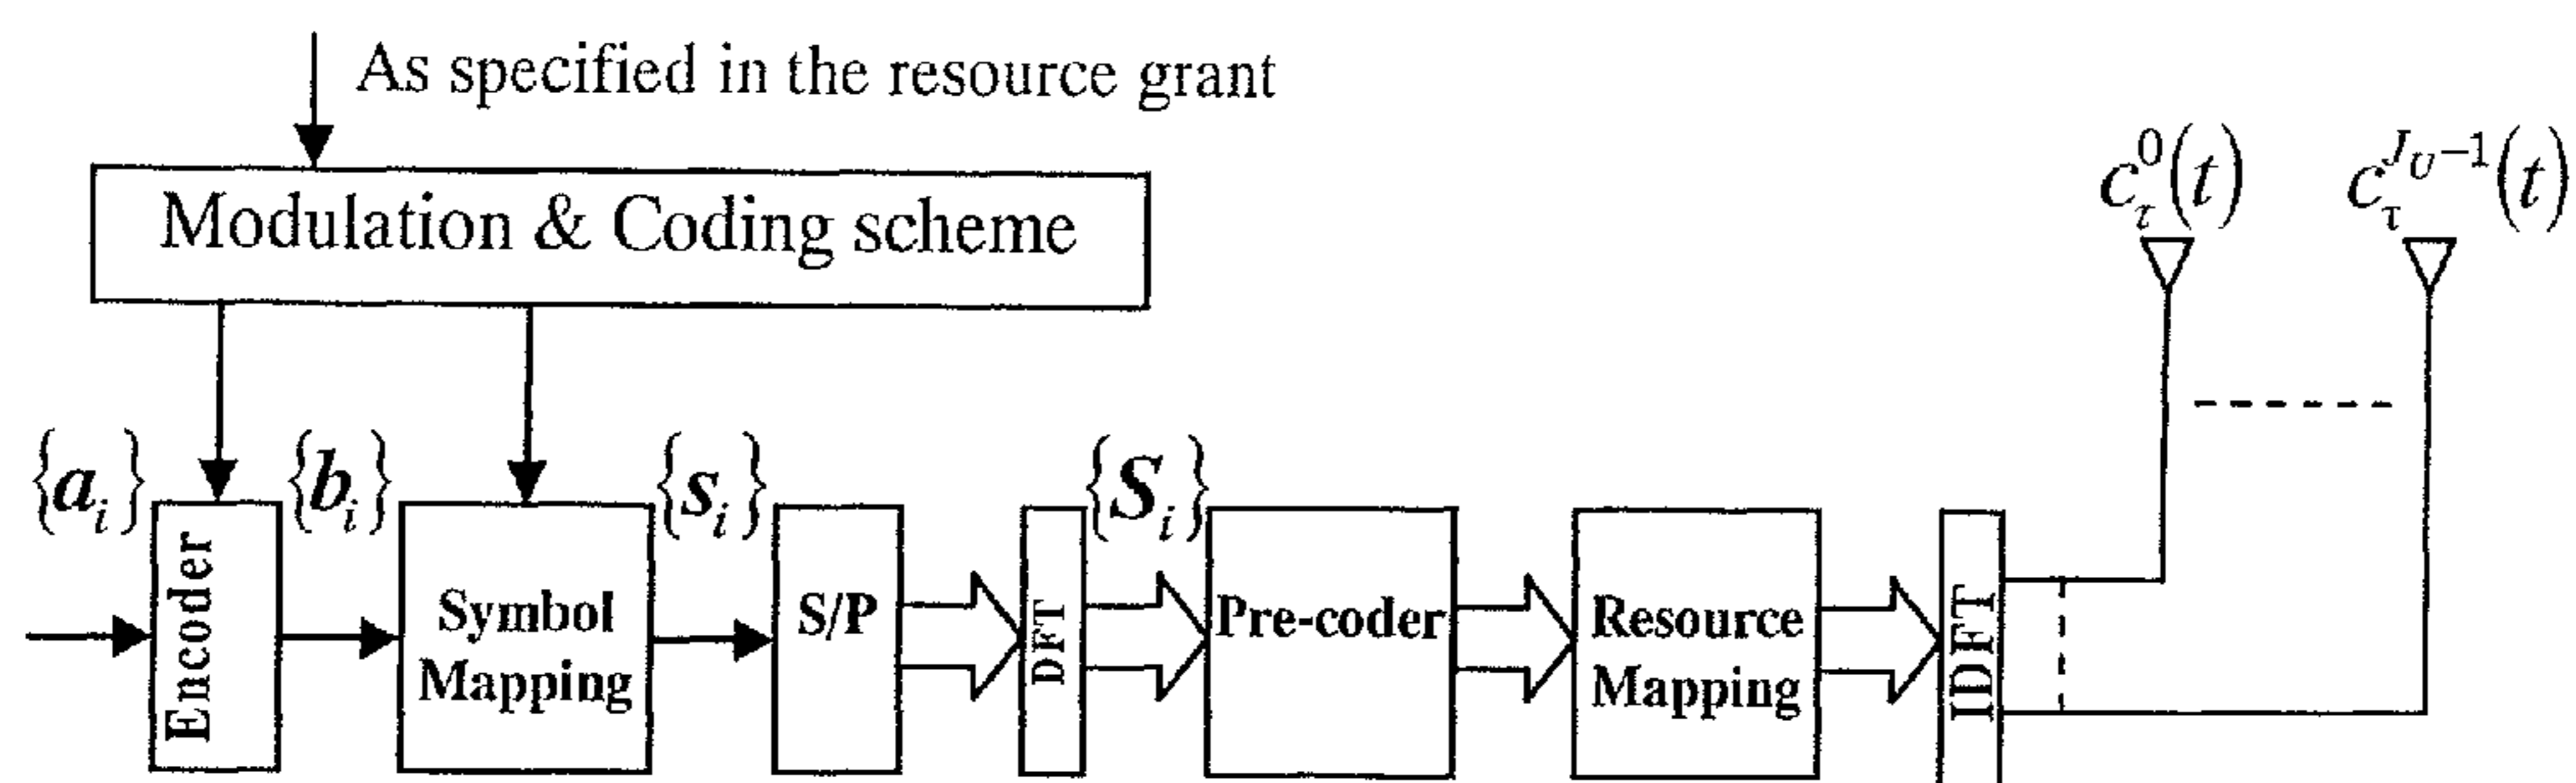 As specified in the resource grant
c_τ^0(t) c_τ^{J_U-1}(t)
Modulation & Coding scheme
{a_i} {b_i} {s_i} {S_i}
Encoder
Symbol
Mapping
S/P
DFT
Pre-coder
Resource
Mapping
IDFT